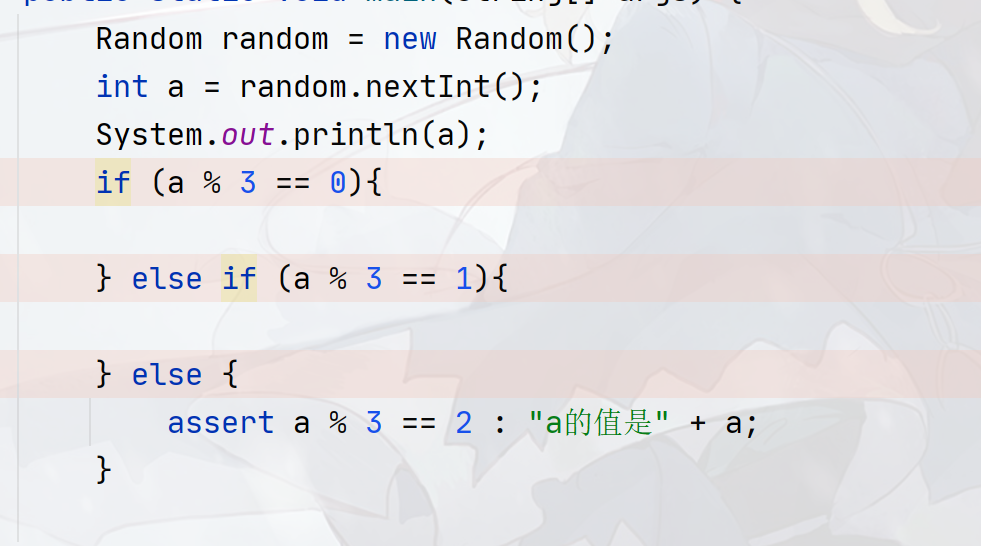 public static void main(String[] args) {
Random random = new Random();
int a = random.nextInt();
System.out.println(a);
if (a % 3 == 0){
} else if (a % 3 == 1){
} else {
assert a % 3 == 2 : "a的值是" + a;
}